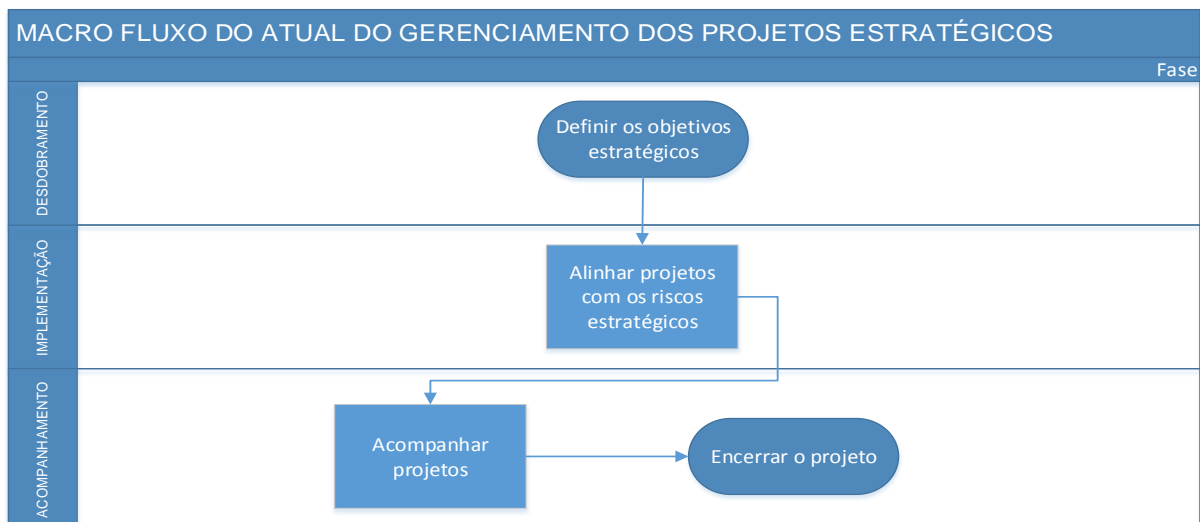 MACRO FLUXO DO ATUAL DO GERENCIAMENTO DOS PROJETOS ESTRATÉGICOS
Fase
DESDOBRAMENTO
Definir os objetivos
estratégicos
IMPLEMENTAÇÃO
Alinhar projetos
com os riscos
estratégicos
ACOMPANHAMENTO
Acompanhar
projetos
Encerrar o projeto